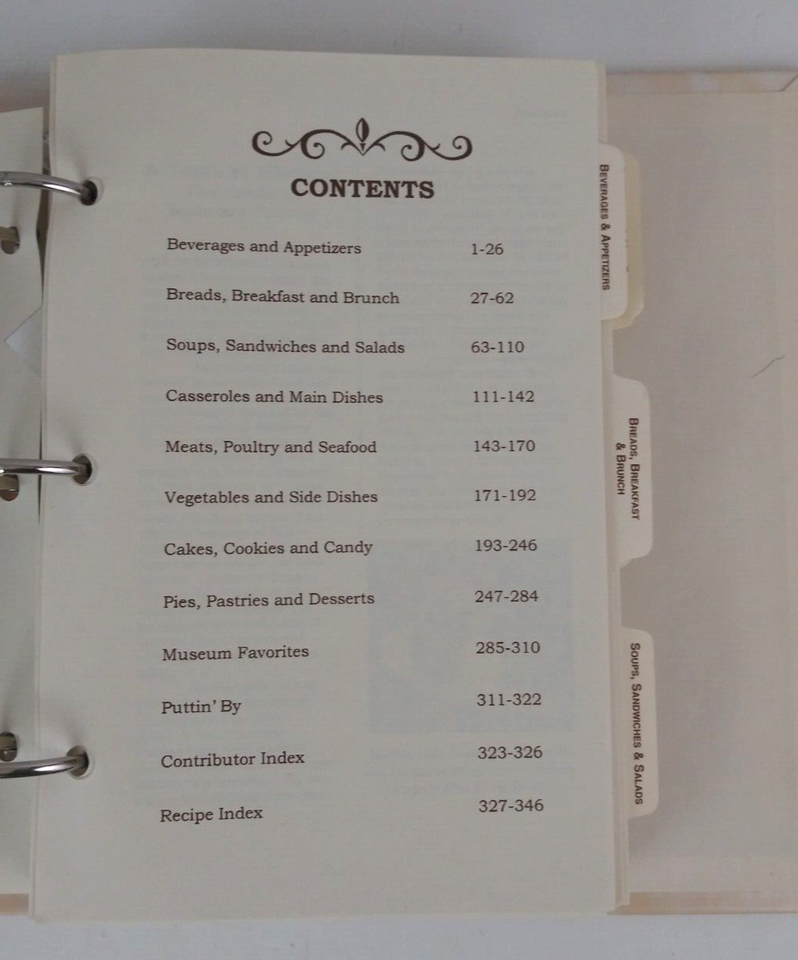 CONTENTS
Beverages and Appetizers 1-26
Breads, Breakfast and Brunch 27-62
Soups, Sandwiches and Salads 63-110
Casseroles and Main Dishes 111-142
Meats, Poultry and Seafood 143-170
Vegetables and Side Dishes 171-192
Cakes, Cookies and Candy 193-246
Pies, Pastries and Desserts 247-284
Museum Favorites 285-310
Puttin' By 311-322
Contributor Index 323-326
Recipe Index 327-346
BEVERAGES & APPETIZERS
BREADS, BREAKFAST
& BRUNCH
SOUPS, SANDWICHES & SALADS